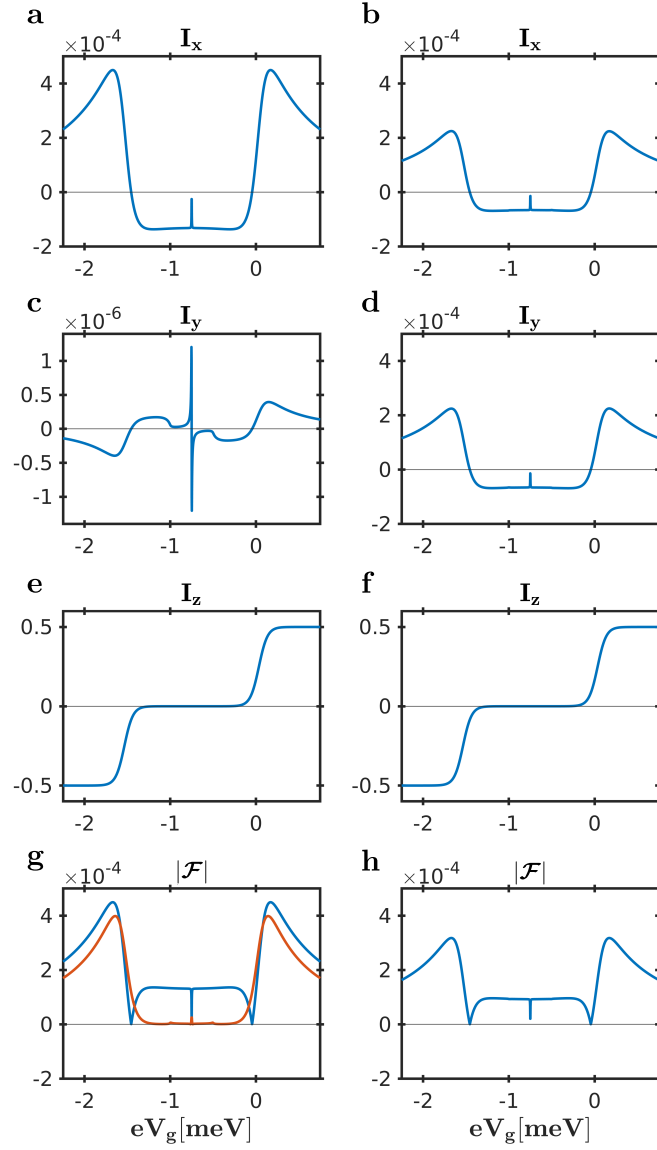 a
b
×10⁻⁴ I_x
×10⁻⁴ I_x
4
2
0
-2
-2 -1 0
4
2
0
-2
-2 -1 0
c
d
×10⁻⁶ I_y
×10⁻⁴ I_y
1
0.5
0
-0.5
-1
-2 -1 0
4
2
0
-2
-2 -1 0
e
f
I_z
I_z
0.5
0
-0.5
-2 -1 0
0.5
0
-0.5
-2 -1 0
g
h
×10⁻⁴ |𝓕|
×10⁻⁴ |𝓕|
4
2
0
-2
-2 -1 0
eV_g[meV]
4
2
0
-2
-2 -1 0
eV_g[meV]